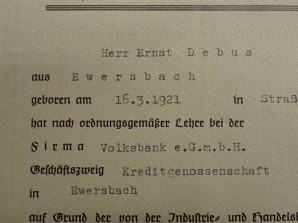 Herr Ernst Debus
aus Ewersbach
geboren am 16.3.1921 in Straß
hat nach ordnungsgemäßer Lehre bei der
Firma Volksbank e.G.m.b.H.
Geschäftszweig Kreditgenossenschaft
in Ewersbach
auf Grund der von der Industrie- und Handels